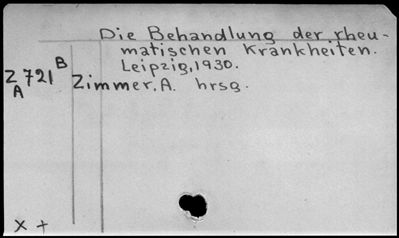 Die Behandlung der rheu-
matischen Krankheiten.
Leipzig, 1930.
Z 721 B
A
Zimmer, A. hrsg.
x +